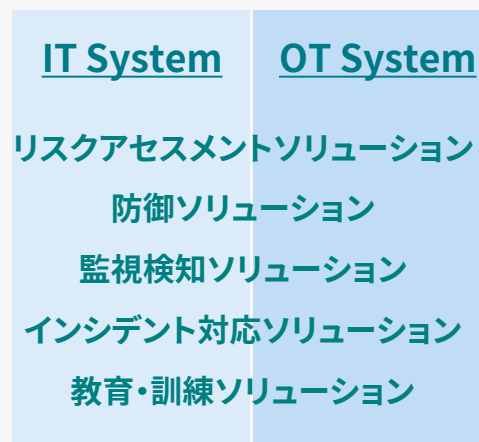 IT System OT System
リスクアセスメントソリューション
防御ソリューション
監視検知ソリューション
インシデント対応ソリューション
教育・訓練ソリューション